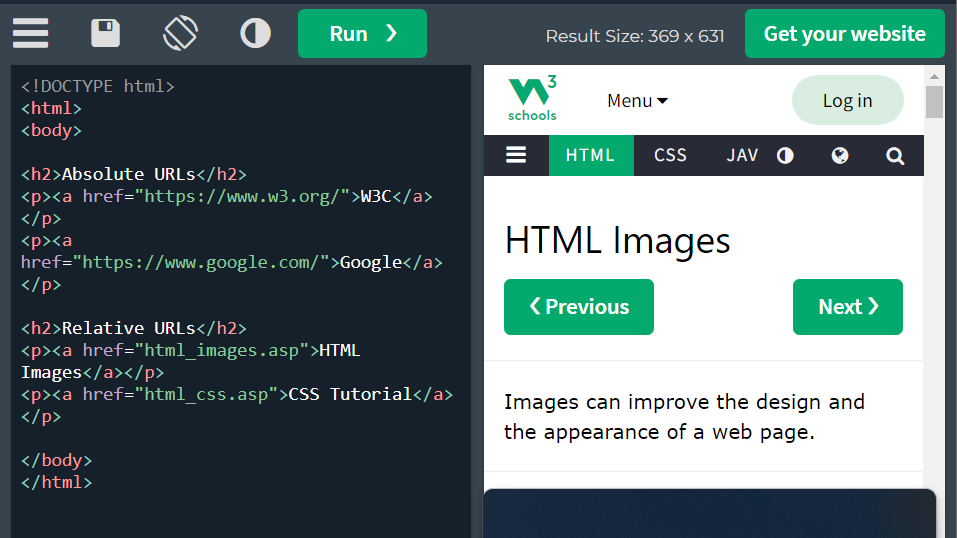 Run ❯
Result Size: 369 x 631
Get your website
<!DOCTYPE html>
<html>
<body>
<h2>Absolute URLs</h2>
<p><a href="https://www.w3.org/">W3C</a>
</p>
<p><a
href="https://www.google.com/">Google</a>
</p>
<h2>Relative URLs</h2>
<p><a href="html_images.asp">HTML
Images</a></p>
<p><a href="html_css.asp">CSS Tutorial</a>
</p>
</body>
</html>
W3
schools
Menu
Log in
HTML CSS JAV
HTML Images
❮ Previous
Next ❯
Images can improve the design and
the appearance of a web page.